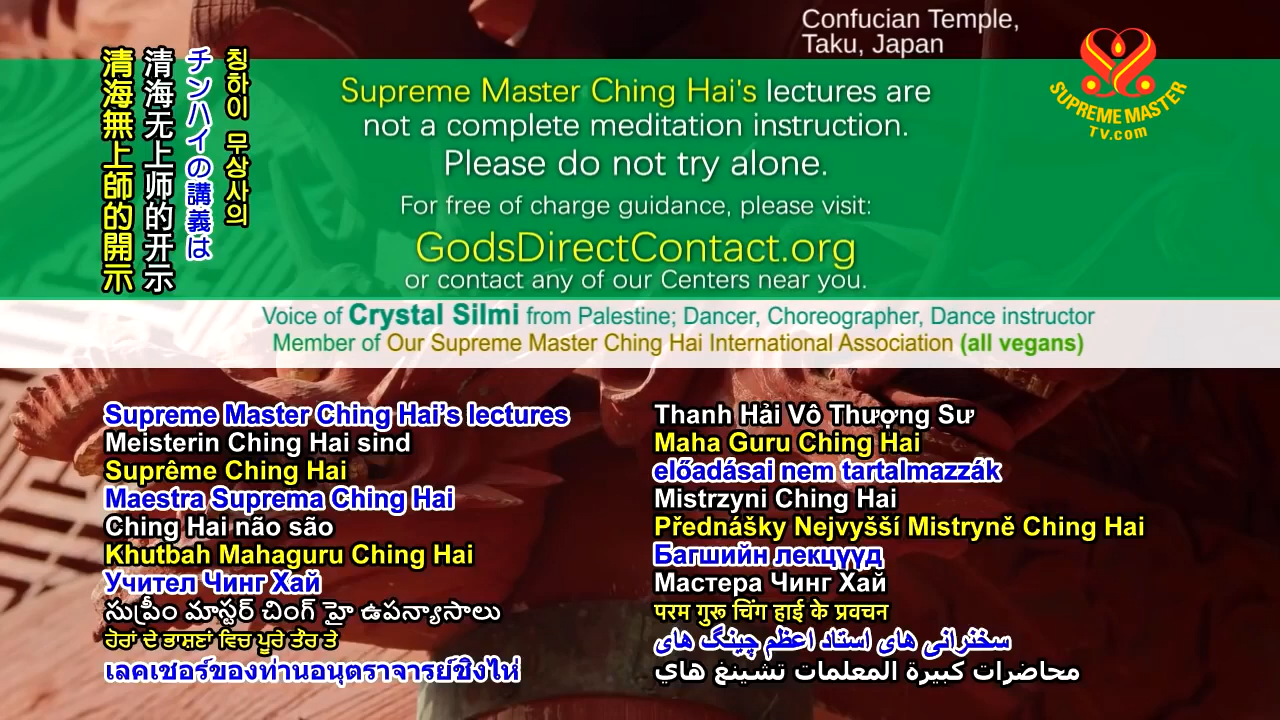 Confucian Temple,
Taku, Japan
SUPREME MASTER
TV.com
칭하이 무상사의
チンハイの講義は
清海无上师的开示
清海無上師的開示
Supreme Master Ching Hai's lectures are
not a complete meditation instruction.
Please do not try alone.
For free of charge guidance, please visit:
GodsDirectContact.org
or contact any of our Centers near you.
Voice of Crystal Silmi from Palestine; Dancer, Choreographer, Dance instructor
Member of Our Supreme Master Ching Hai International Association (all vegans)
Supreme Master Ching Hai's lectures
Meisterin Ching Hai sind
Suprême Ching Hai
Maestra Suprema Ching Hai
Ching Hai não são
Khutbah Mahaguru Ching Hai
Учител Чинг Хай
సుప్రీం మాస్టర్ చింగ్ హై ఉపన్యాసాలు
ਹੋਰਾਂ ਦੇ ਭਾਸ਼ਣਾਂ ਵਿਚ ਪੂਰੇ ਤੌਰ ਤੇ
เลคเชอร์ของท่านอนุตราจารย์ชิงไห่
Thanh Hải Vô Thượng Sư
Maha Guru Ching Hai
előadásai nem tartalmazzák
Mistrzyni Ching Hai
Přednášky Nejvyšší Mistryně Ching Hai
Багшийн лекцүүд
Мастера Чинг Хай
परम गुरू चिंग हाई के प्रवचन
سخنرانی های استاد اعظم چینگ های
محاضرات كبيرة المعلمات تشينغ هاي